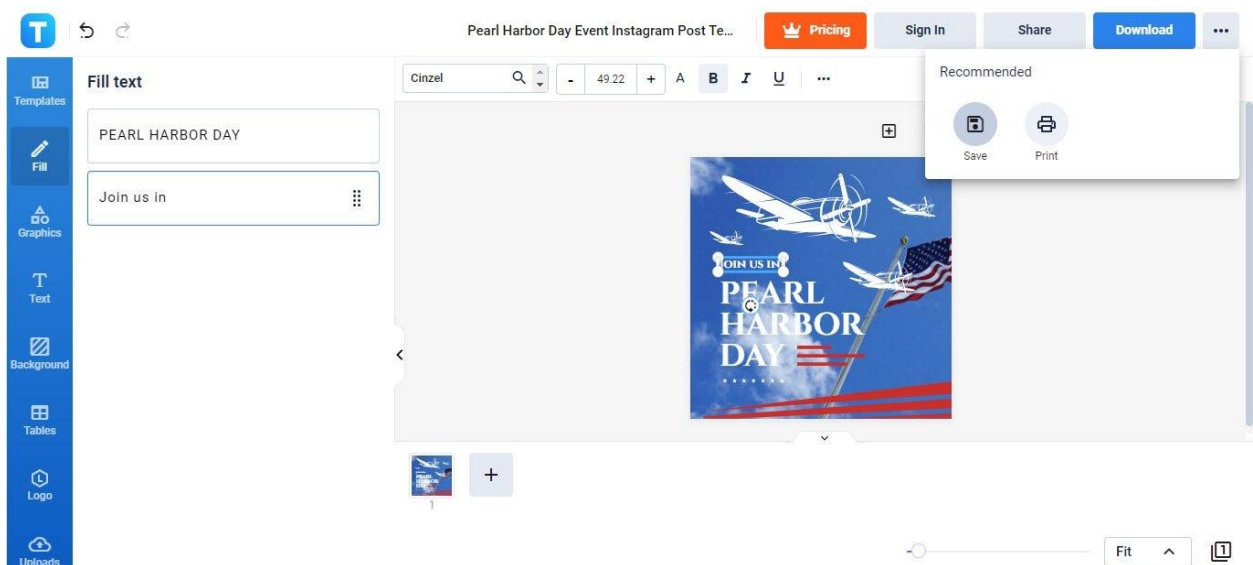 T
Pearl Harbor Day Event Instagram Post Te...
Pricing
Sign In
Share
Download
Templates
Fill
Graphics
Text
Background
Tables
Logo
Uploads
Fill text
PEARL HARBOR DAY
Join us in
Cinzel
- 49.22 + A B I U
Recommended
Save Print
JOIN US IN
PEARL
HARBOR
DAY
1
Fit
1